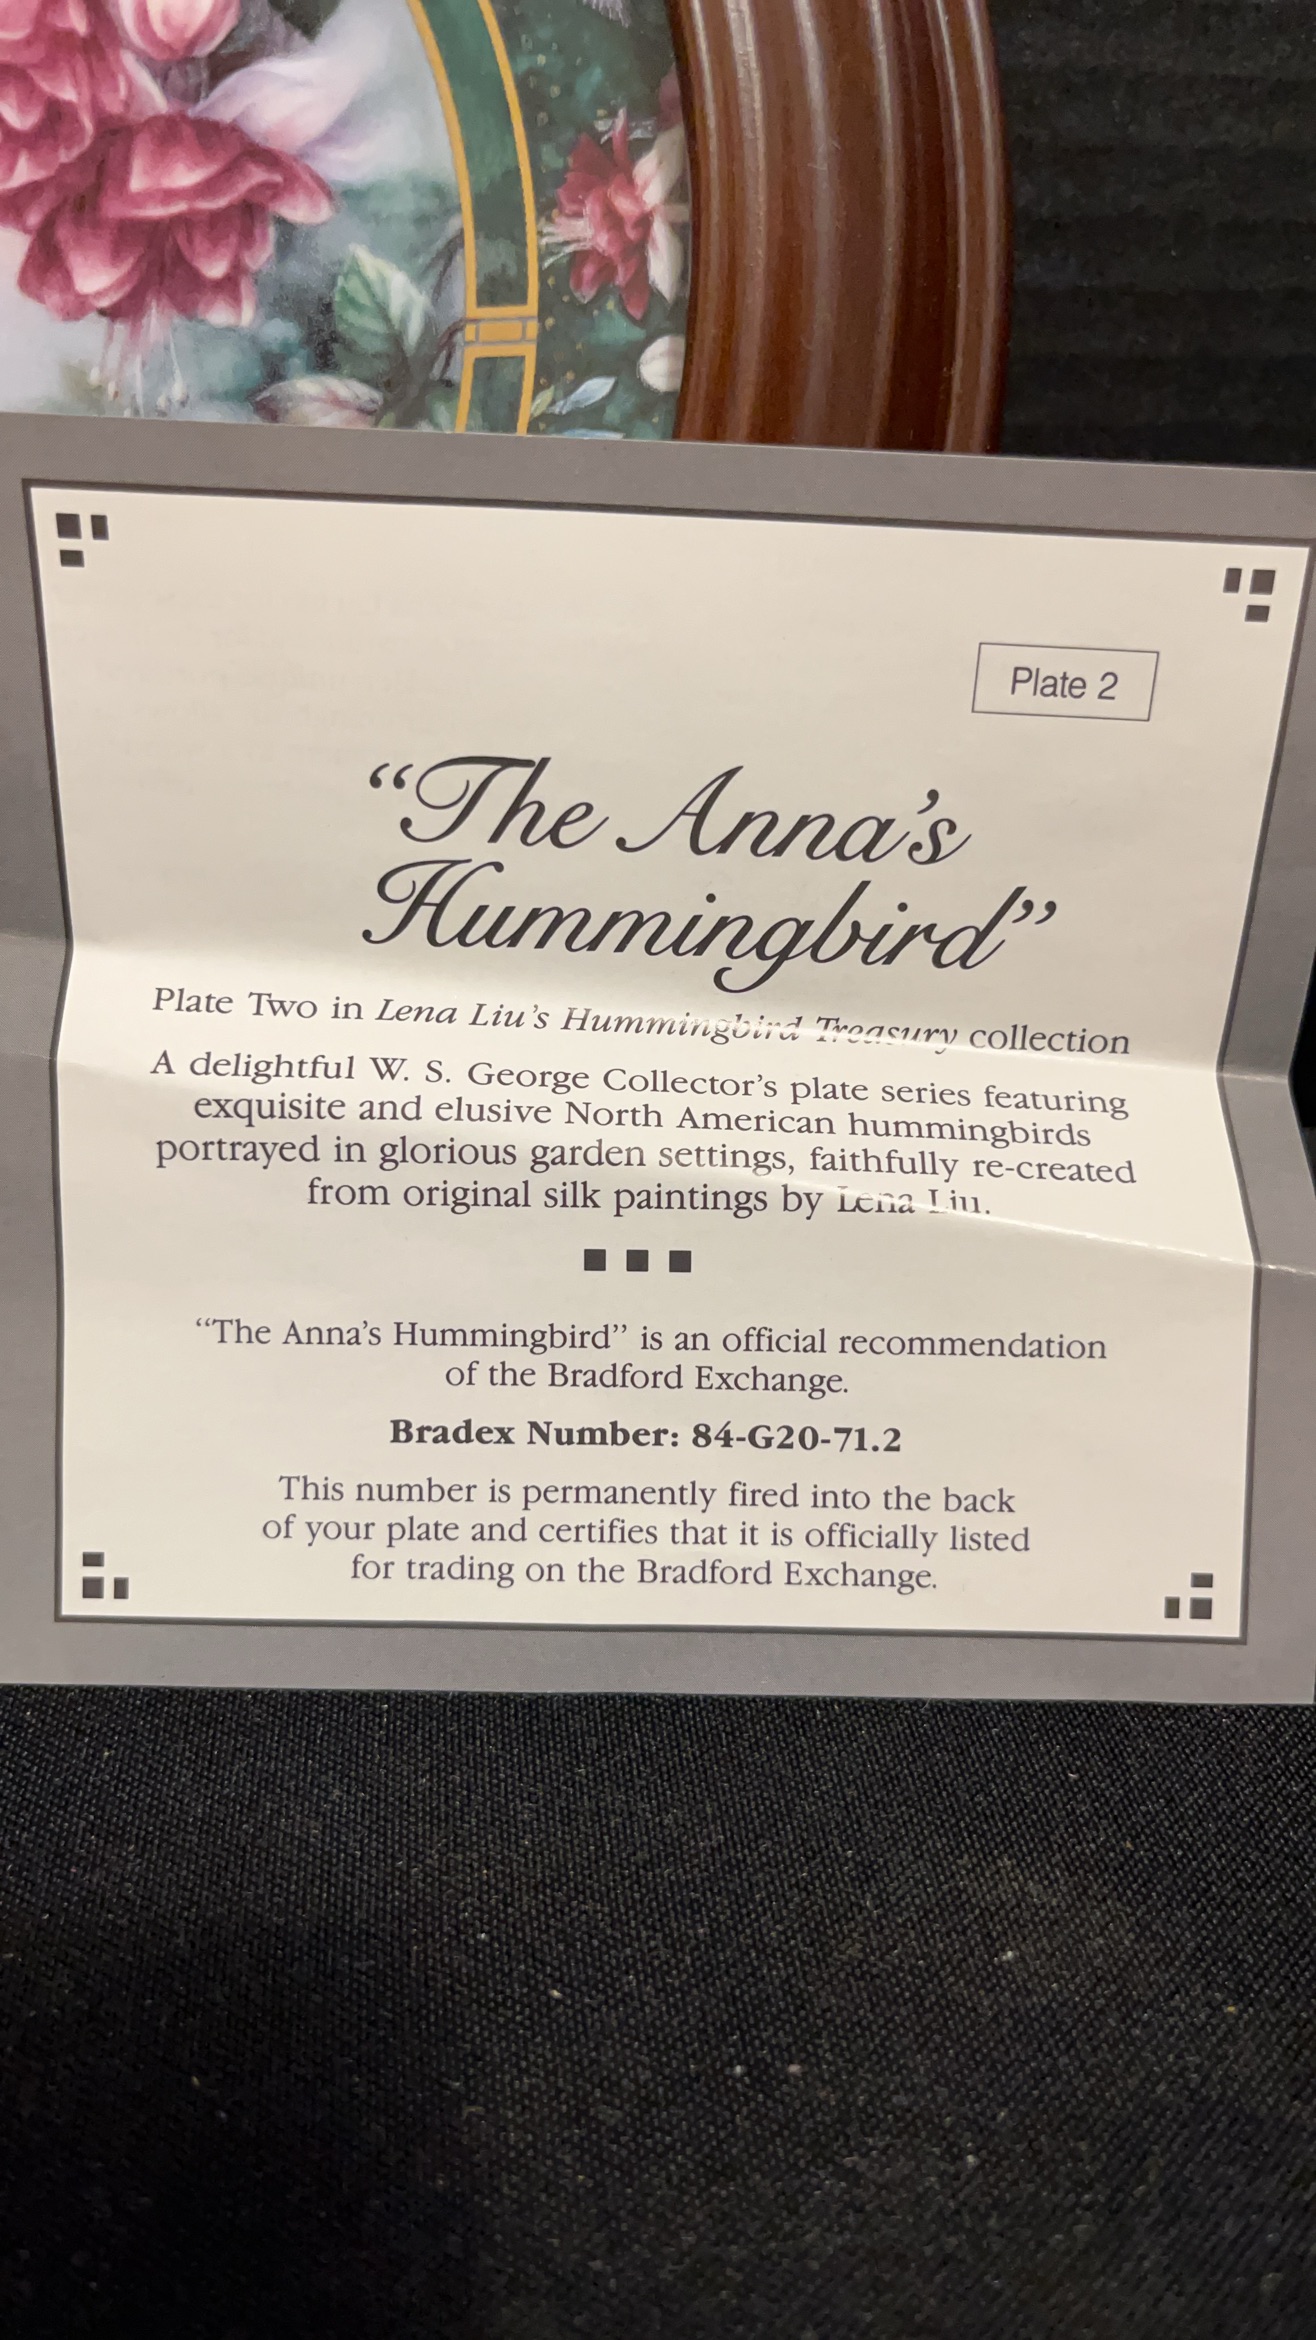 Plate 2
“The Anna’s
Hummingbird”
Plate Two in Lena Liu’s Hummingbird Treasury collection
A delightful W. S. George Collector’s plate series featuring
exquisite and elusive North American hummingbirds
portrayed in glorious garden settings, faithfully re-created
from original silk paintings by Lena Liu.
“The Anna’s Hummingbird” is an official recommendation
of the Bradford Exchange.
Bradex Number: 84-G20-71.2
This number is permanently fired into the back
of your plate and certifies that it is officially listed
for trading on the Bradford Exchange.